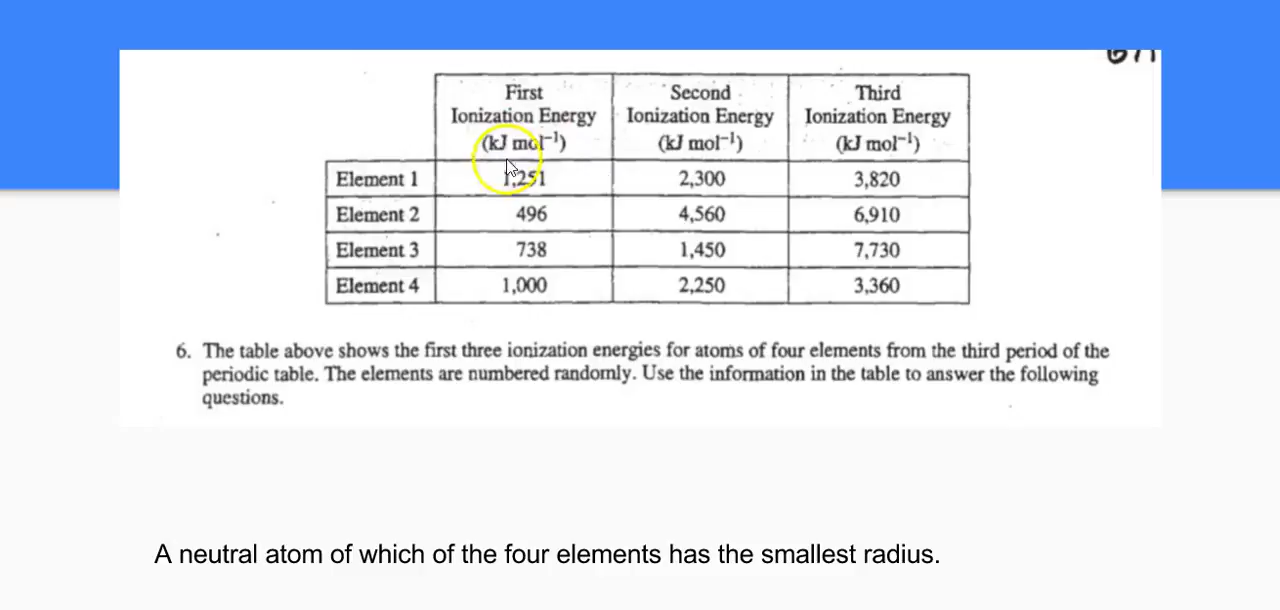 First Second Third
Ionization Energy Ionization Energy Ionization Energy
(kJ mol⁻¹) (kJ mol⁻¹) (kJ mol⁻¹)
Element 1 1,251 2,300 3,820
Element 2 496 4,560 6,910
Element 3 738 1,450 7,730
Element 4 1,000 2,250 3,360
6. The table above shows the first three ionization energies for atoms of four elements from the third period of the
periodic table. The elements are numbered randomly. Use the information in the table to answer the following
questions.
A neutral atom of which of the four elements has the smallest radius.